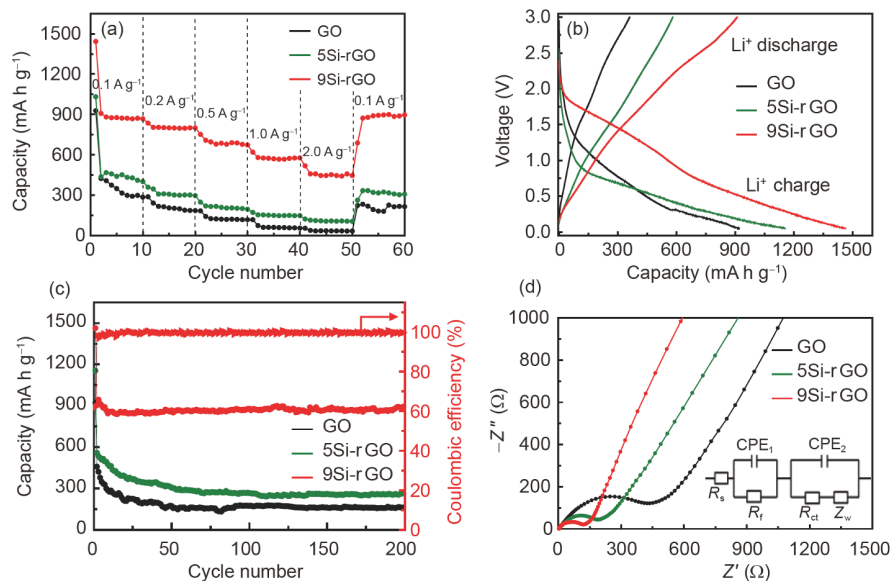 (a)
GO
5Si-rGO
9Si-rGO
0.1 A g⁻¹
0.2 A g⁻¹
0.5 A g⁻¹
1.0 A g⁻¹
2.0 A g⁻¹
0.1 A g⁻¹
1500
1200
900
600
300
0
Capacity (mA h g⁻¹)
0 10 20 30 40 50 60
Cycle number
(b)
Li⁺ discharge
GO
5Si-r GO
9Si-r GO
Li⁺ charge
3.0
2.5
2.0
1.5
1.0
0.5
0.0
Voltage (V)
0 300 600 900 1200 1500
Capacity (mA h g⁻¹)
(c)
GO
5Si-r GO
9Si-r GO
1500
1200
900
600
300
0
Capacity (mA h g⁻¹)
100
80
60
40
20
0
Coulombic efficiency (%)
0 50 100 150 200
Cycle number
(d)
GO
5Si-r GO
9Si-r GO
CPE₁ CPE₂
Rₛ
R_f
R_ct
Z_w
1000
800
600
400
200
0
−Z″ (Ω)
0 300 600 900 1200 1500
Z′ (Ω)